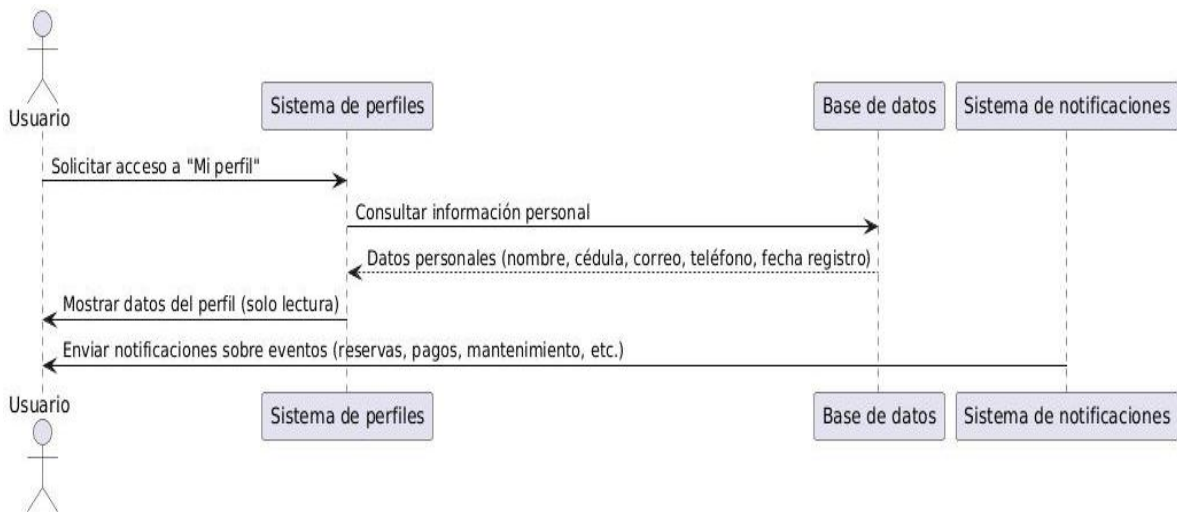 Usuario
Sistema de perfiles
Base de datos
Sistema de notificaciones
Solicitar acceso a "Mi perfil"
Consultar información personal
Datos personales (nombre, cédula, correo, teléfono, fecha registro)
Mostrar datos del perfil (solo lectura)
Enviar notificaciones sobre eventos (reservas, pagos, mantenimiento, etc.)
Usuario
Sistema de perfiles
Base de datos
Sistema de notificaciones